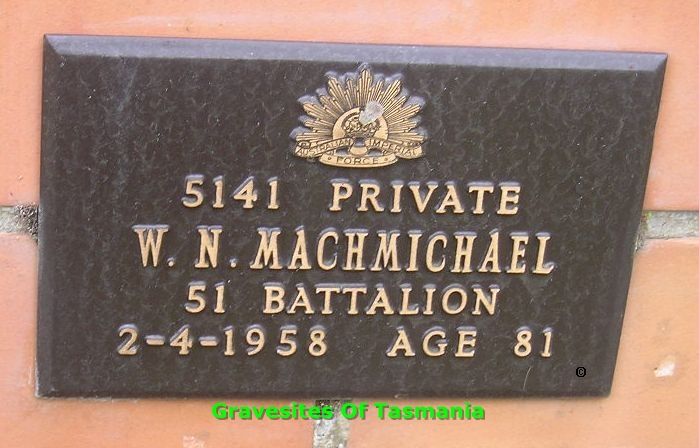 AUSTRALIAN IMPERIAL
FORCE
5141 PRIVATE
W. N. MACHMICHAEL
51 BATTALION
2-4-1958 AGE 81
©
Gravesites Of Tasmania